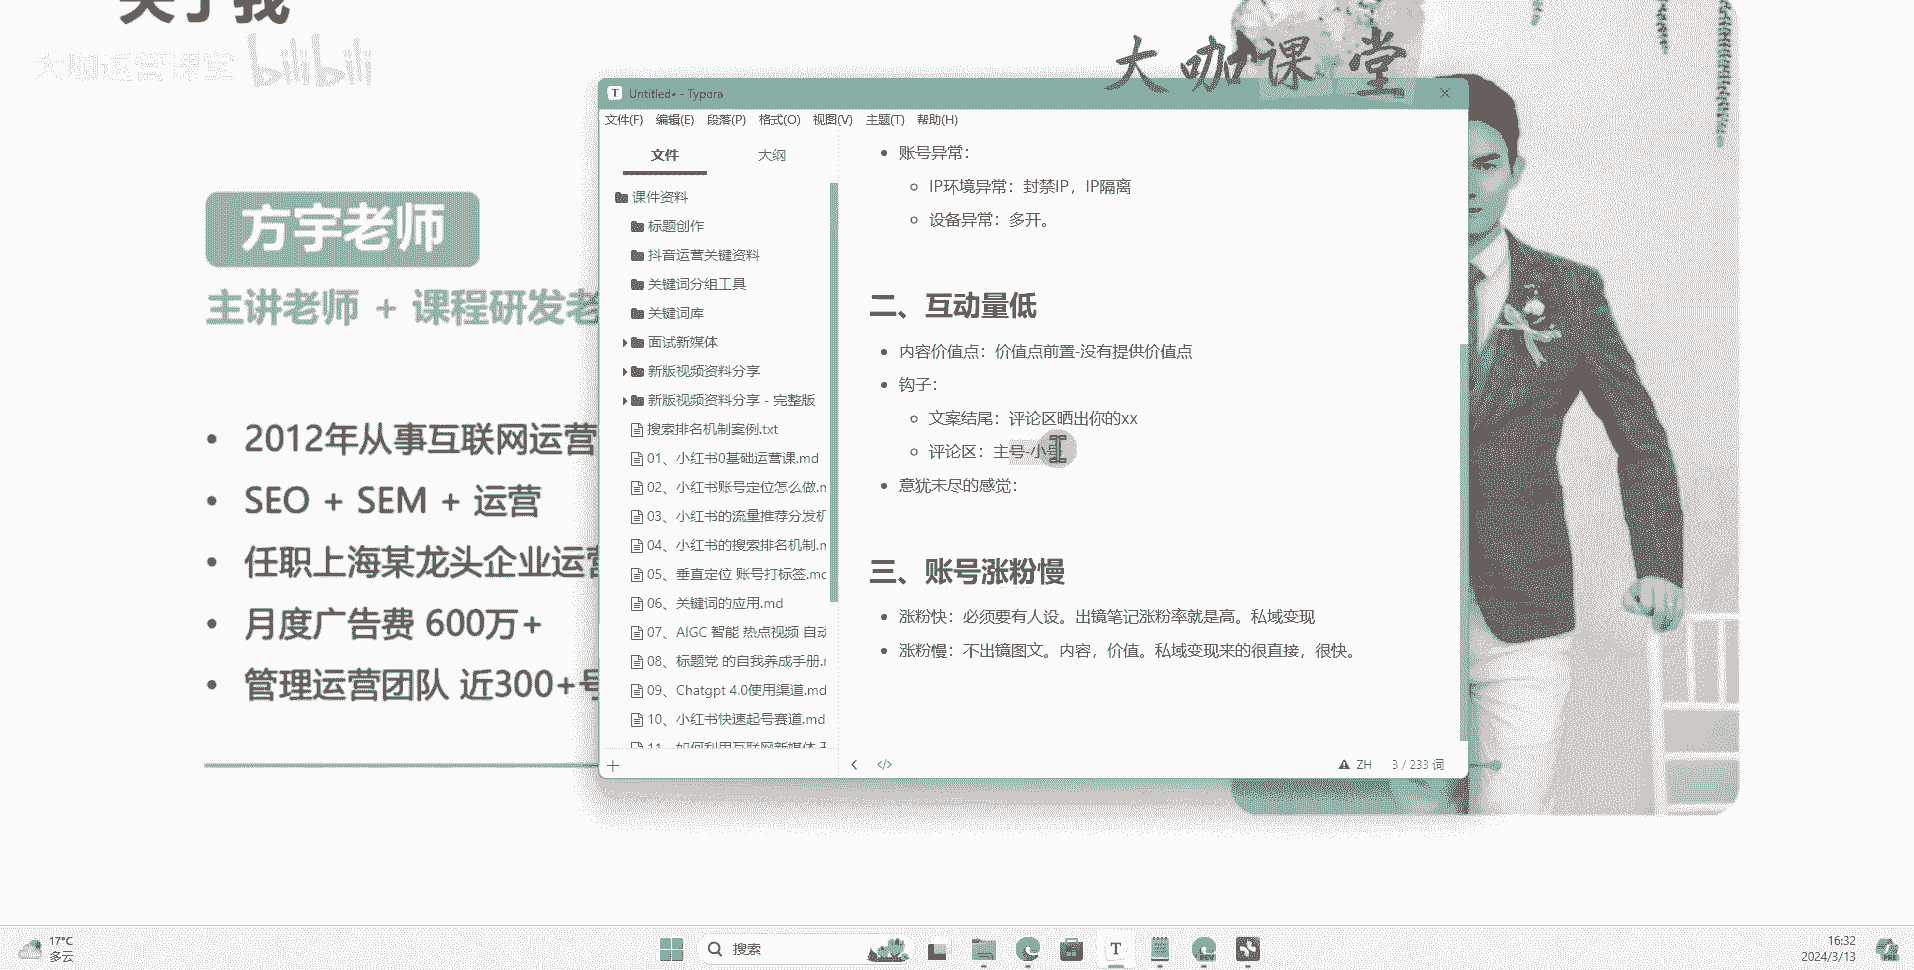 关于我
大咖运营课堂 bilibili
大咖课堂
方宇老师
主讲老师 + 课程研发老
• 2012年从事互联网运营
• SEO + SEM + 运营
• 任职上海某龙头企业运营
• 月度广告费 600万+
• 管理运营团队 近300+号
Untitled• - Typora
文件(F) 编辑(E) 段落(P) 格式(O) 视图(V) 主题(T) 帮助(H)
文件 大纲
课件资料
标题创作
抖音运营关键资料
关键词分组工具
关键词库
面试新媒体
新版视频资料分享
新版视频资料分享 - 完整版
搜索排名机制案例.txt
01、小红书0基础运营课.md
02、小红书账号定位怎么做.m
03、小红书的流量推荐分发机
04、小红书的搜索排名机制.m
05、垂直定位 账号打标签.md
06、关键词的应用.md
07、AIGC 智能 热点视频 自动
08、标题党 的自我养成手册.m
09、Chatgpt 4.0使用渠道.md
10、小红书快速起号赛道.md
11、如何利用互联网新媒体
• 账号异常：
IP环境异常：封禁IP，IP隔离
设备异常：多开。
二、互动量低
• 内容价值点：价值点前置-没有提供价值点
• 钩子：
文案结尾：评论区晒出你的xx
评论区：主号-小号
• 意犹未尽的感觉：
三、账号涨粉慢
• 涨粉快：必须要有人设。出镜笔记涨粉率就是高。私域变现
• 涨粉慢：不出镜图文。内容，价值。私域变现来的很直接，很快。
ZH 3 / 233 词
17°C
多云
搜索
16:32
2024/3/13